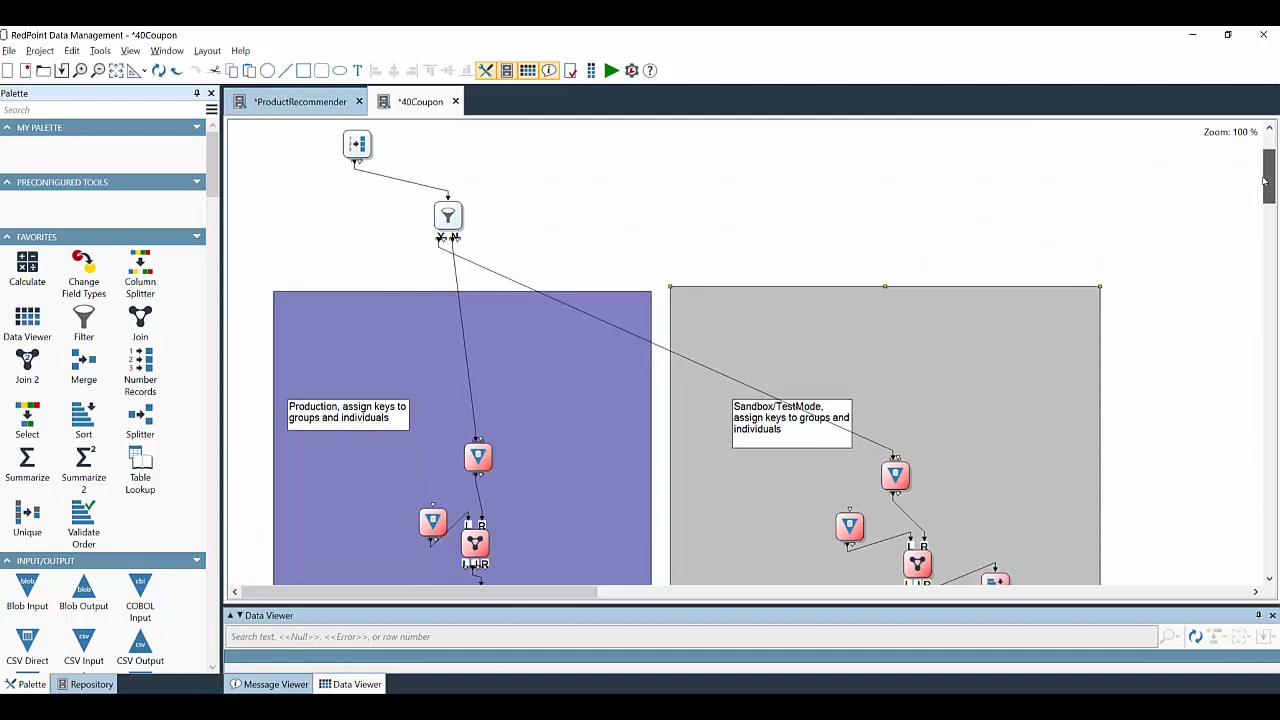 RedPoint Data Management - *40Coupon
File Project Edit Tools View Window Layout Help
Palette
Search
MY PALETTE
PRECONFIGURED TOOLS
FAVORITES
Calculate
Change Field Types
Column Splitter
Data Viewer
Filter
Join
Join 2
Merge
Number Records
Select
Sort
Splitter
Summarize
Summarize 2
Table Lookup
Unique
Validate Order
INPUT/OUTPUT
Blob Input
Blob Output
COBOL Input
CSV Direct
CSV Input
CSV Output
Palette
Repository
*ProductRecommender
*40Coupon
Zoom: 100 %
Y N
Production, assign keys to
groups and individuals
Sandbox/TestMode,
assign keys to groups and
individuals
L R
L R
Data Viewer
Search text, <<Null>>, <<Error>>, or row number
Message Viewer
Data Viewer